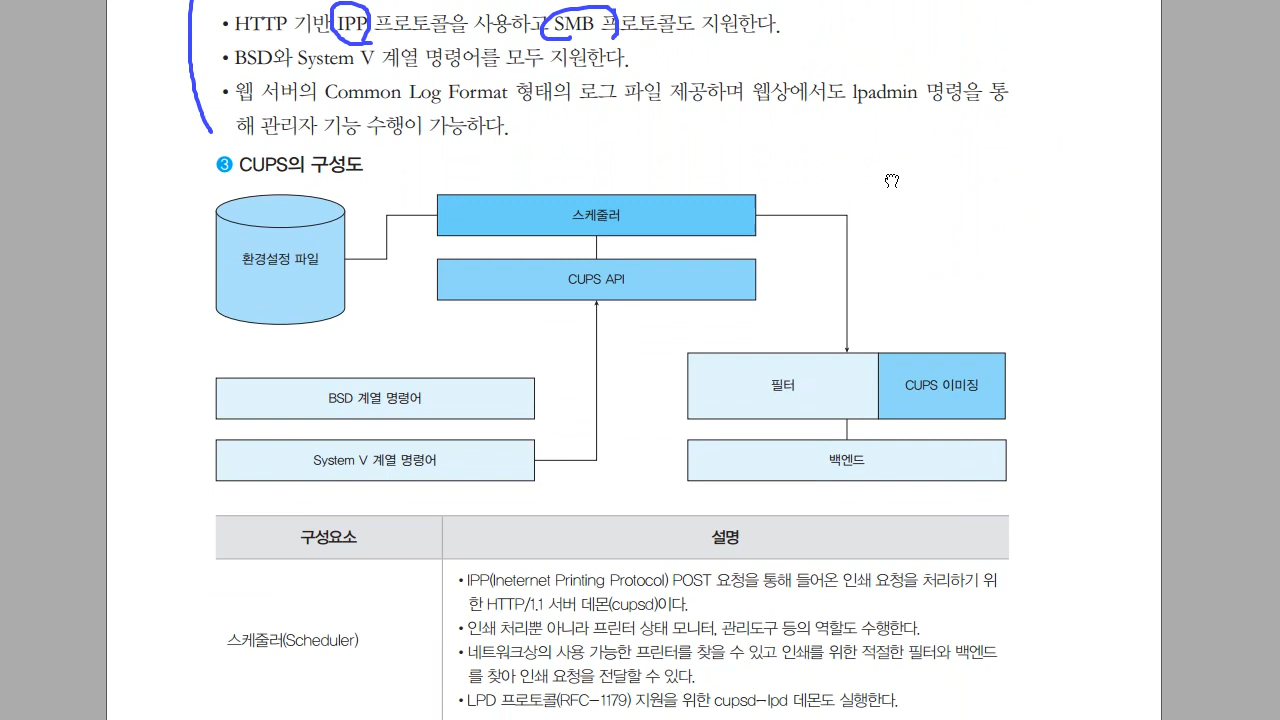 • HTTP 기반 IPP 프로토콜을 사용하고 SMB 프로토콜도 지원한다.
• BSD와 System V 계열 명령어를 모두 지원한다.
• 웹 서버의 Common Log Format 형태의 로그 파일 제공하며 웹상에서도 lpadmin 명령을 통
해 관리자 기능 수행이 가능하다.
3 CUPS의 구성도
스케줄러
환경설정 파일
CUPS API
필터
CUPS 이미징
BSD 계열 명령어
System V 계열 명령어
백엔드
구성요소
설명
스케줄러(Scheduler)
• IPP(Ineternet Printing Protocol) POST 요청을 통해 들어온 인쇄 요청을 처리하기 위
한 HTTP/1.1 서버 데몬(cupsd)이다.
• 인쇄 처리뿐 아니라 프린터 상태 모니터, 관리도구 등의 역할도 수행한다.
• 네트워크상의 사용 가능한 프린터를 찾을 수 있고 인쇄를 위한 적절한 필터와 백엔드
를 찾아 인쇄 요청을 전달할 수 있다.
• LPD 프로토콜(RFC-1179) 지원을 위한 cupsd-lpd 데몬도 실행한다.